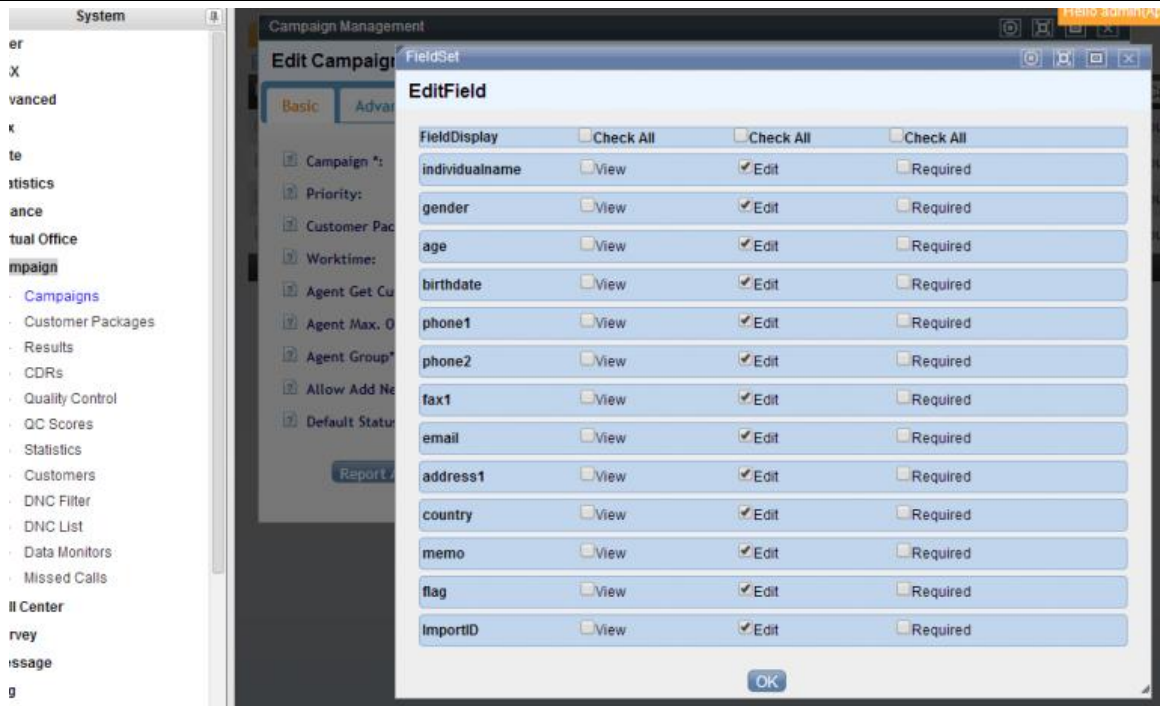 System
er
X
vanced
x
te
atistics
ance
tual Office
mpaign
Campaigns
Customer Packages
Results
CDRs
Quality Control
QC Scores
Statistics
Customers
DNC Filter
DNC List
Data Monitors
Missed Calls
ll Center
rvey
essage
g
Hello admin(Ap
Campaign Management
Edit Campaign
Basic
Advan
Campaign *:
Priority:
Customer Pac
Worktime:
Agent Get Cu
Agent Max. O
Agent Group*
Allow Add Ne
Default Status
Report A
FieldSet
EditField
FieldDisplay Check All Check All Check All
individualname View Edit Required
gender View Edit Required
age View Edit Required
birthdate View Edit Required
phone1 View Edit Required
phone2 View Edit Required
fax1 View Edit Required
email View Edit Required
address1 View Edit Required
country View Edit Required
memo View Edit Required
flag View Edit Required
ImportID View Edit Required
OK